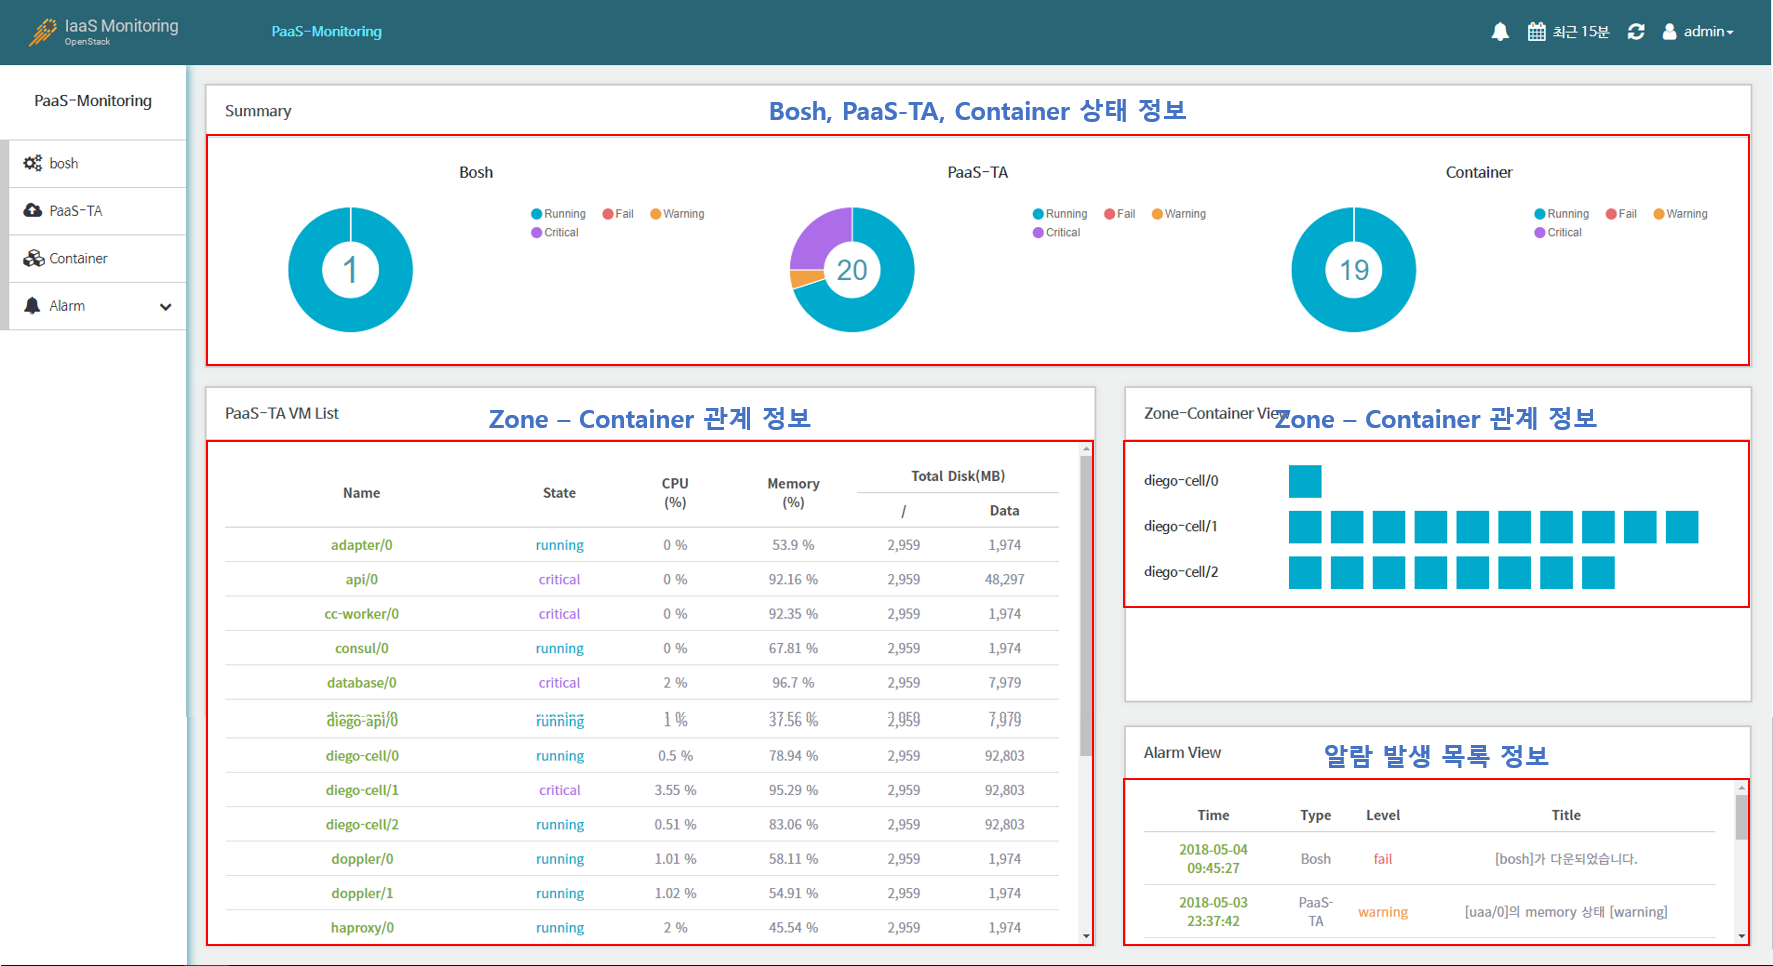 IaaS Monitoring
OpenStack
PaaS-Monitoring
최근 15분
admin
PaaS-Monitoring
bosh
PaaS-TA
Container
Alarm
Summary
Bosh, PaaS-TA, Container 상태 정보
Bosh
Running Fail Warning
Critical
1
PaaS-TA
Running Fail Warning
Critical
20
Container
Running Fail Warning
Critical
19
PaaS-TA VM List
Zone – Container 관계 정보
Name State CPU (%) Memory (%) Total Disk(MB)
/ Data
adapter/0 running 0 % 53.9 % 2,959 1,974
api/0 critical 0 % 92.16 % 2,959 48,297
cc-worker/0 critical 0 % 92.35 % 2,959 1,974
consul/0 running 0 % 67.81 % 2,959 1,974
database/0 critical 2 % 96.7 % 2,959 7,979
diego-api/0 running 1 % 37.56 % 2,959 7,979
diego-cell/0 running 0.5 % 78.94 % 2,959 92,803
diego-cell/1 critical 3.55 % 95.29 % 2,959 92,803
diego-cell/2 running 0.51 % 83.06 % 2,959 92,803
doppler/0 running 1.01 % 58.11 % 2,959 1,974
doppler/1 running 1.02 % 54.91 % 2,959 1,974
haproxy/0 running 2 % 45.54 % 2,959 1,974
Zone-Container View
Zone – Container 관계 정보
diego-cell/0
diego-cell/1
diego-cell/2
Alarm View
알람 발생 목록 정보
Time Type Level Title
2018-05-04 09:45:27 Bosh fail [bosh]가 다운되었습니다.
2018-05-03 23:37:42 PaaS-TA warning [uaa/0]의 memory 상태 [warning]